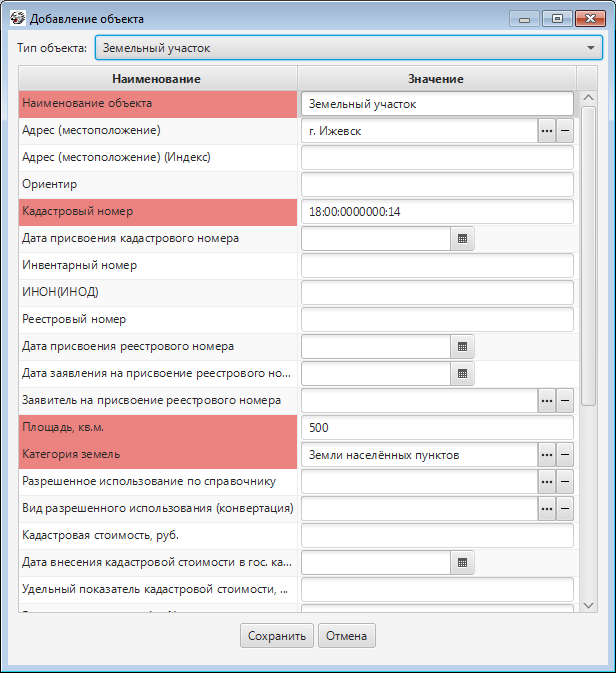 Добавление объекта
Тип объекта: Земельный участок
Наименование Значение
Наименование объекта Земельный участок
Адрес (местоположение) г. Ижевск
Адрес (местоположение) (Индекс)
Ориентир
Кадастровый номер 18:00:0000000:14
Дата присвоения кадастрового номера
Инвентарный номер
ИНОН(ИНОД)
Реестровый номер
Дата присвоения реестрового номера
Дата заявления на присвоение реестрового но...
Заявитель на присвоение реестрового номера
Площадь, кв.м. 500
Категория земель Земли населённых пунктов
Разрешенное использование по справочнику
Вид разрешенного использования (конвертация)
Кадастровая стоимость, руб.
Дата внесения кадастровой стоимости в гос. ка...
Удельный показатель кадастровой стоимости, ...
Сохранить Отмена